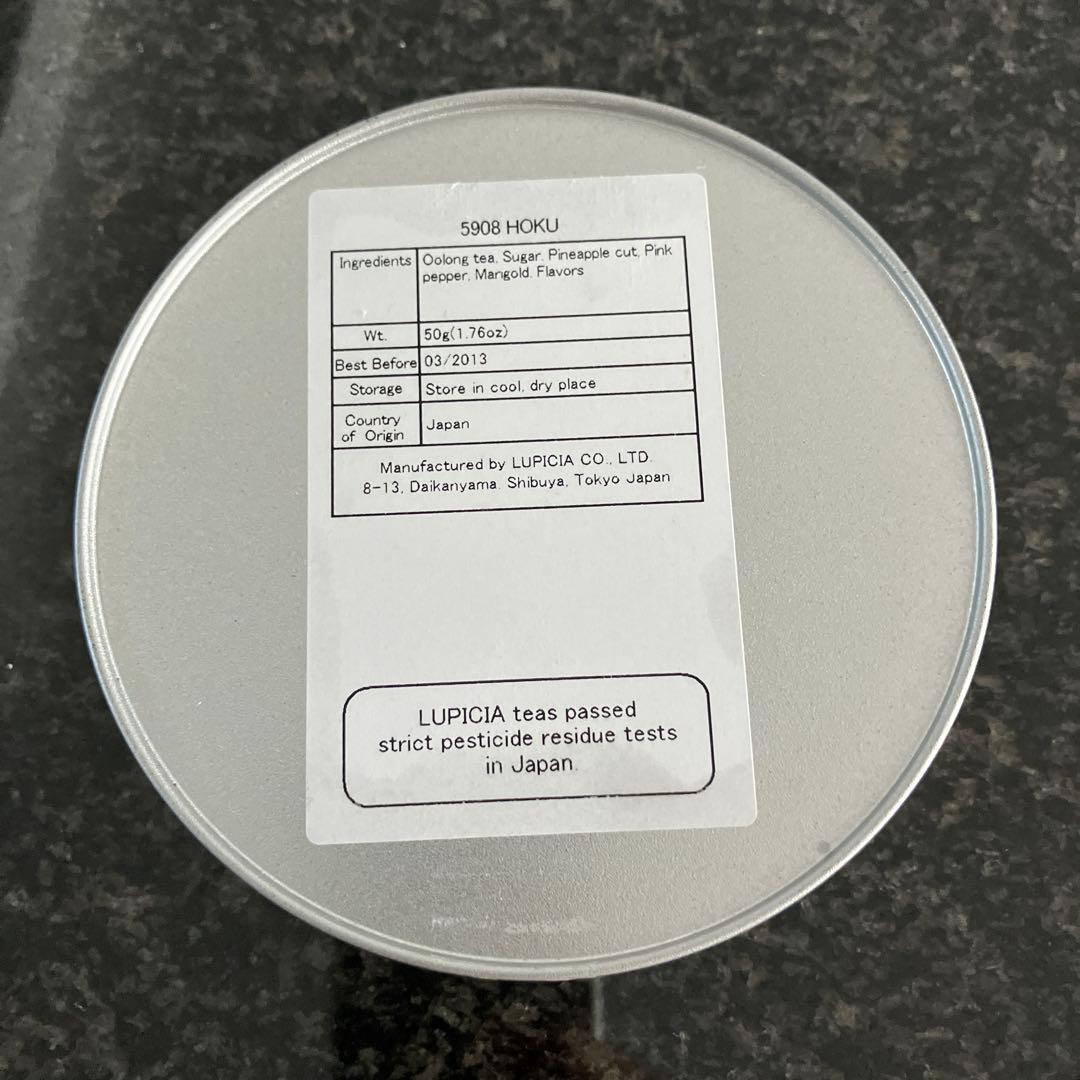 5908 HOKU
Ingredients
Oolong tea, Sugar, Pineapple cut, Pink
pepper, Marigold, Flavors
Wt.
50g(1.76oz)
Best Before
03/2013
Storage
Store in cool, dry place
Country
of Origin
Japan
Manufactured by LUPICIA CO., LTD.
8-13, Daikanyama, Shibuya, Tokyo Japan
LUPICIA teas passed
strict pesticide residue tests
in Japan.